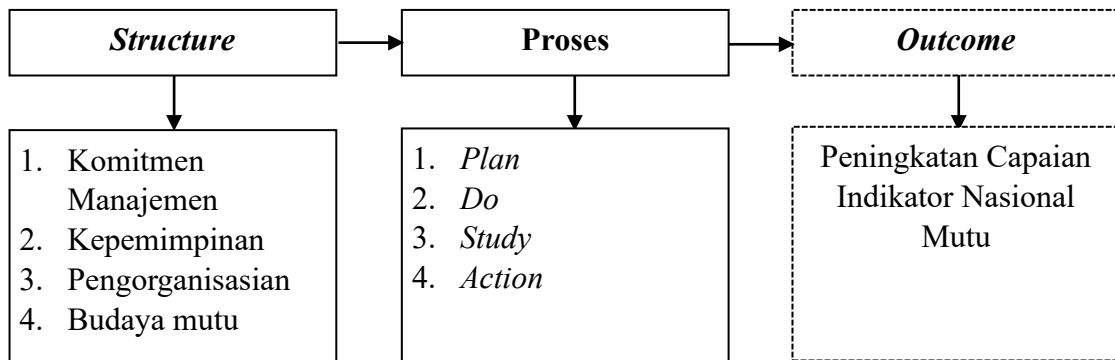 Structure
Proses
Outcome
1. Komitmen
Manajemen
2. Kepemimpinan
3. Pengorganisasian
4. Budaya mutu
1. Plan
2. Do
3. Study
4. Action
Peningkatan Capaian
Indikator Nasional
Mutu